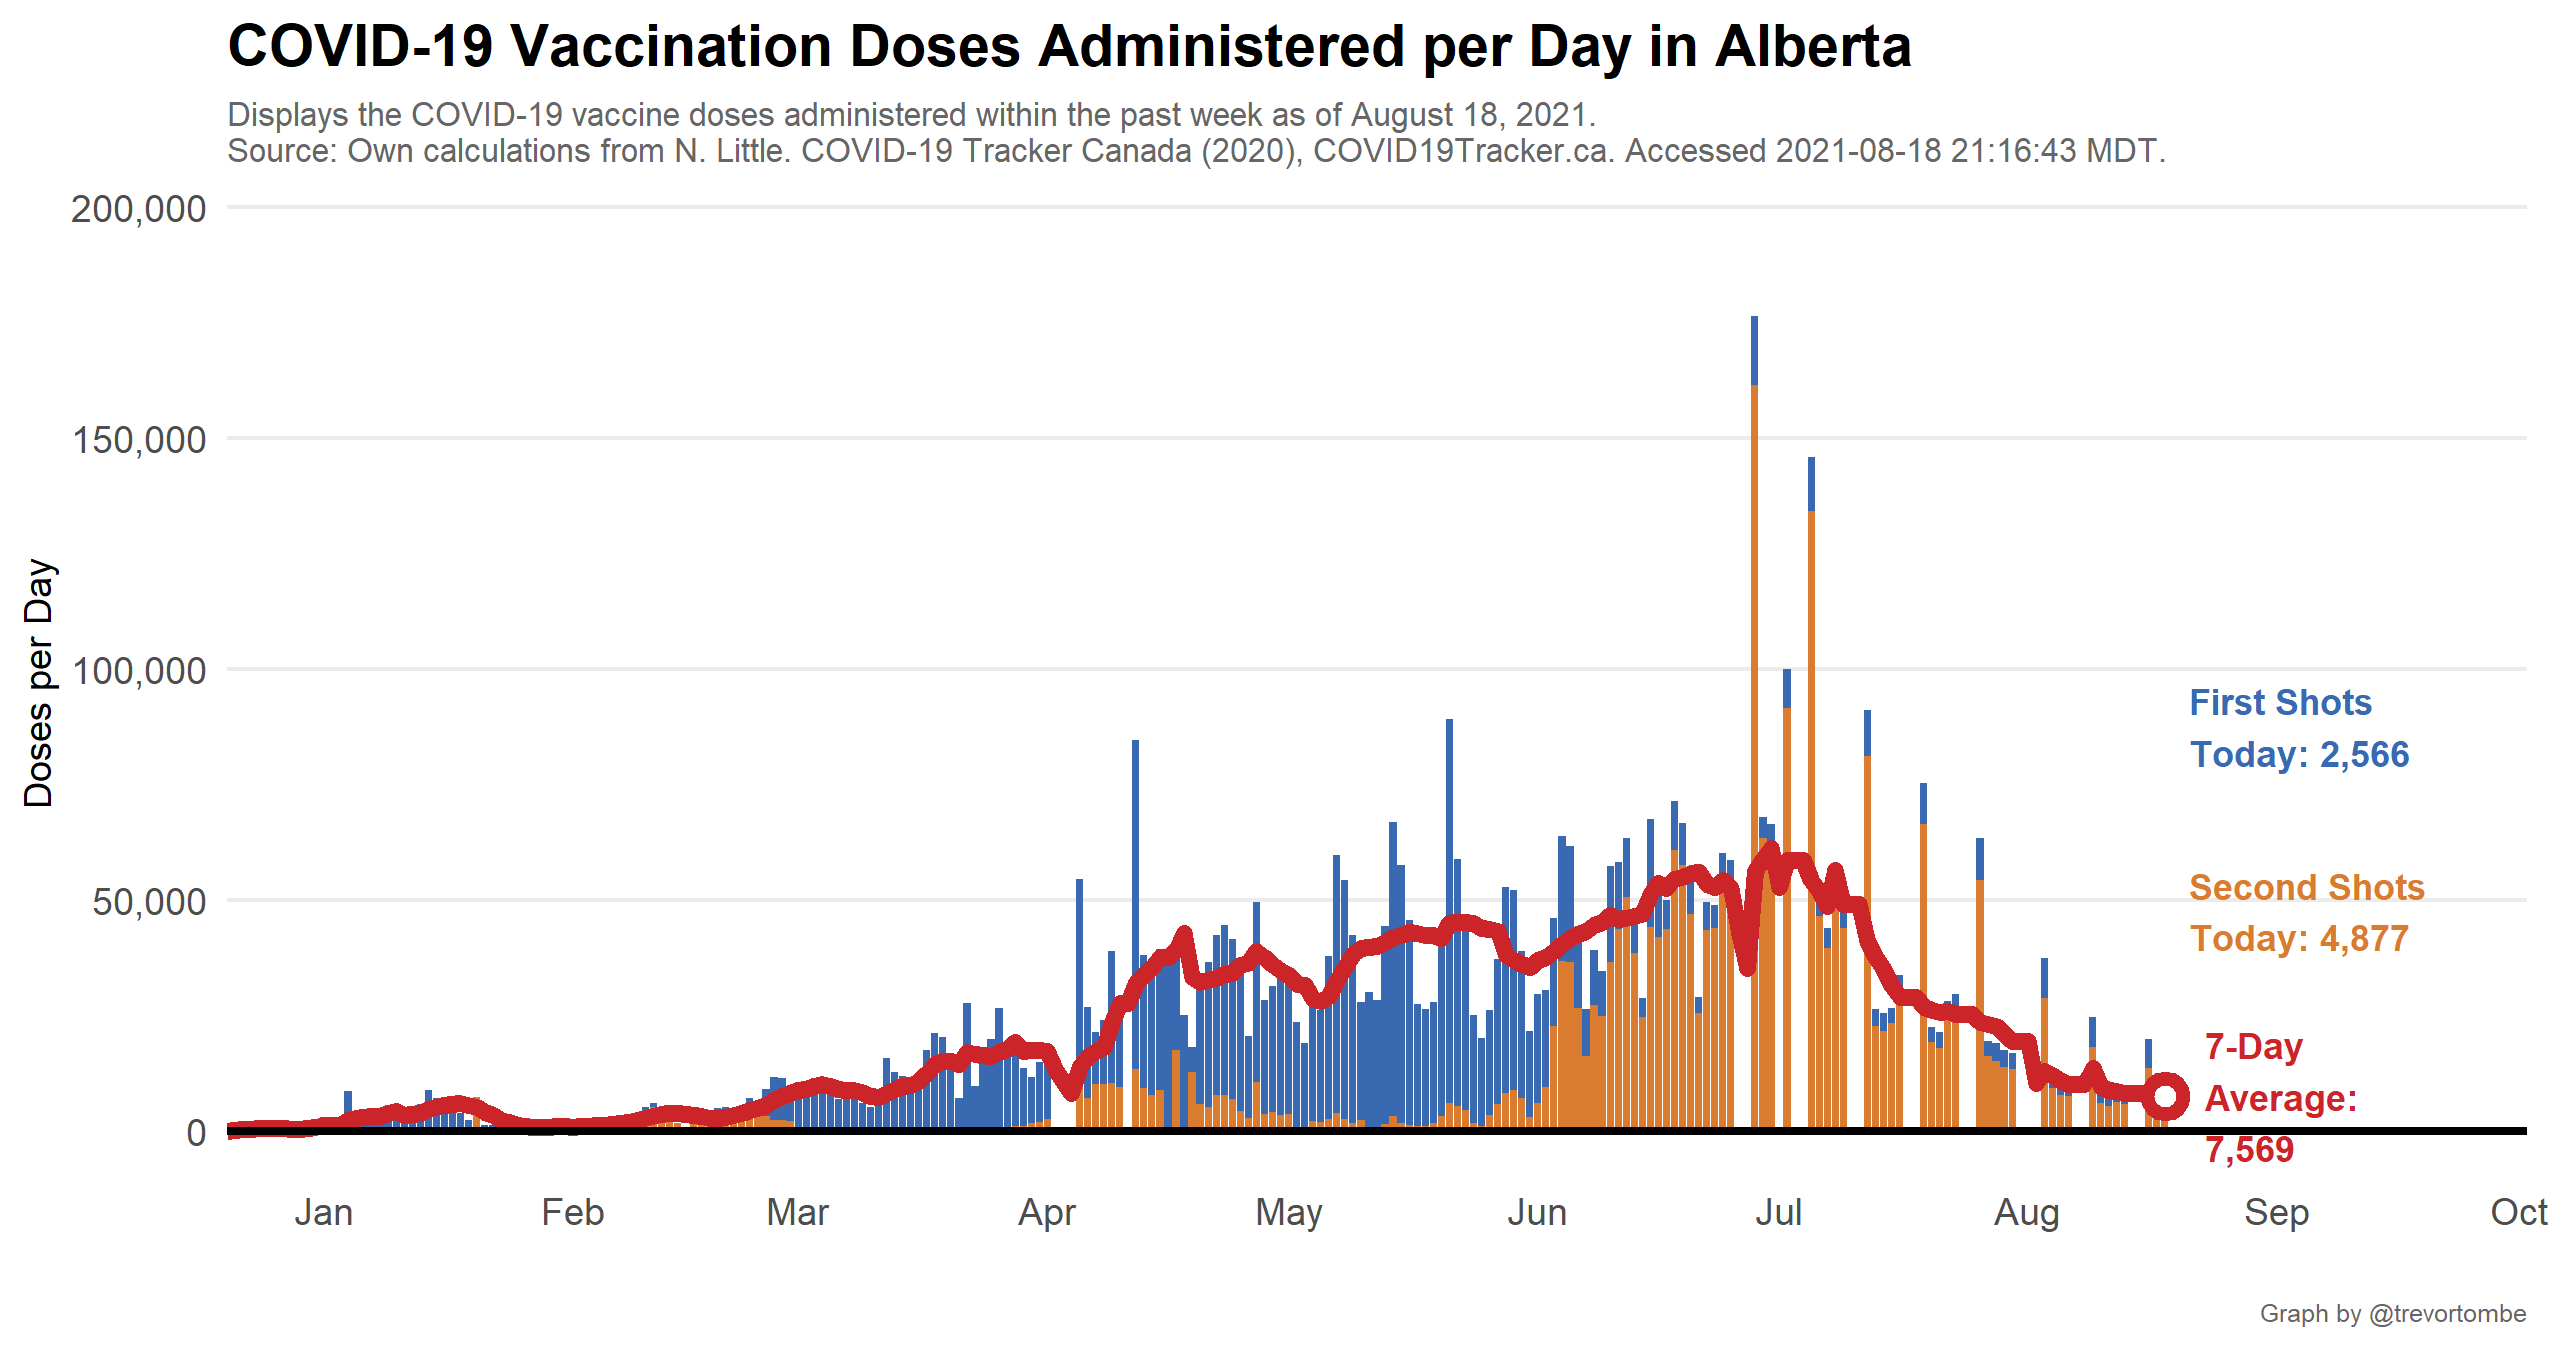 COVID-19 Vaccination Doses Administered per Day in Alberta
Displays the COVID-19 vaccine doses administered within the past week as of August 18, 2021.
Source: Own calculations from N. Little. COVID-19 Tracker Canada (2020), COVID19Tracker.ca. Accessed 2021-08-18 21:16:43 MDT.
Doses per Day
200,000
150,000
100,000
50,000
0
First Shots
Today: 2,566
Second Shots
Today: 4,877
7-Day
Average:
7,569
Jan Feb Mar Apr May Jun Jul Aug Sep Oct
Graph by @trevortombe